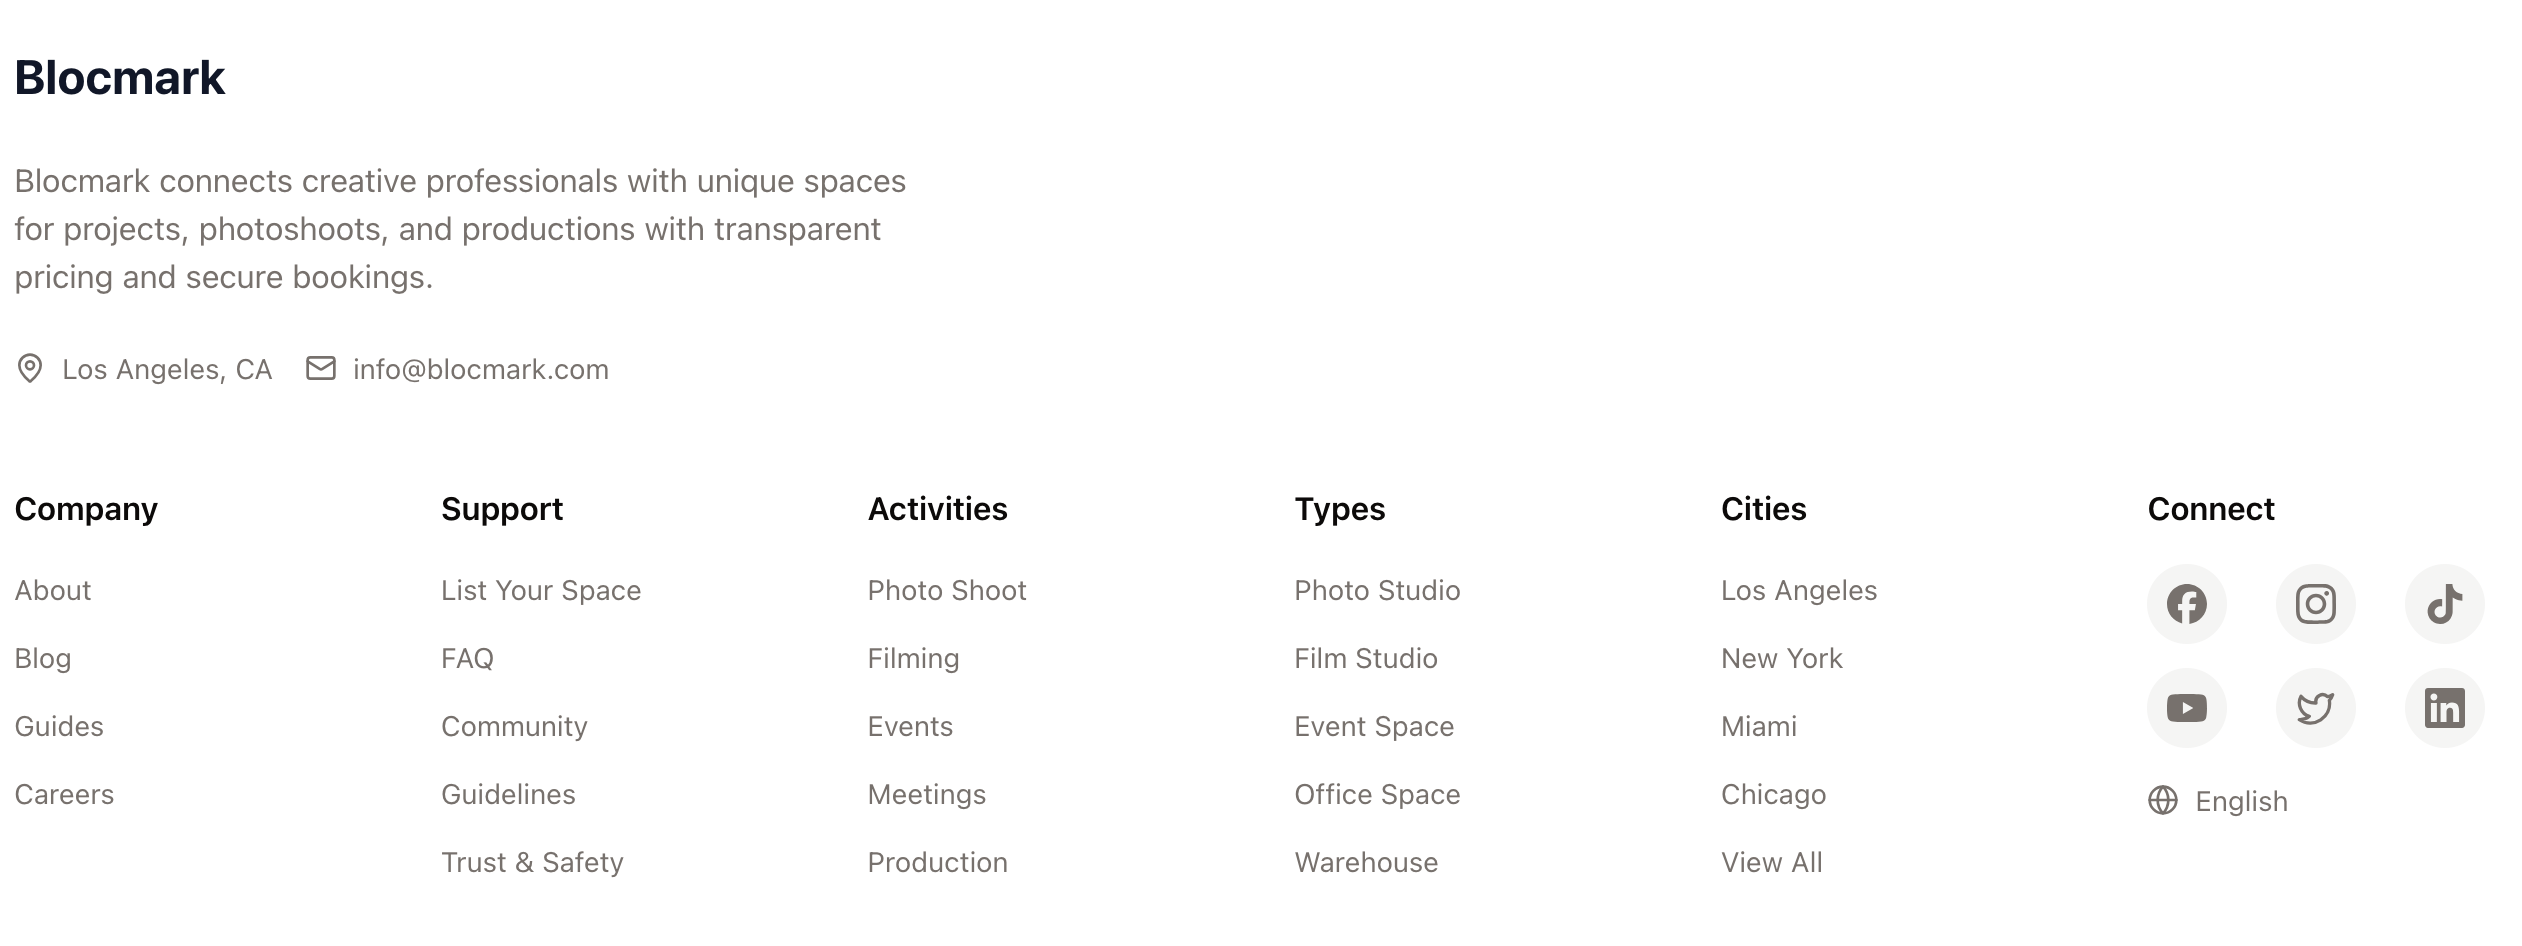 Blocmark
Blocmark connects creative professionals with unique spaces
for projects, photoshoots, and productions with transparent
pricing and secure bookings.
Los Angeles, CA
info@blocmark.com
Company
About
Blog
Guides
Careers
Support
List Your Space
FAQ
Community
Guidelines
Trust & Safety
Activities
Photo Shoot
Filming
Events
Meetings
Production
Types
Photo Studio
Film Studio
Event Space
Office Space
Warehouse
Cities
Los Angeles
New York
Miami
Chicago
View All
Connect
English